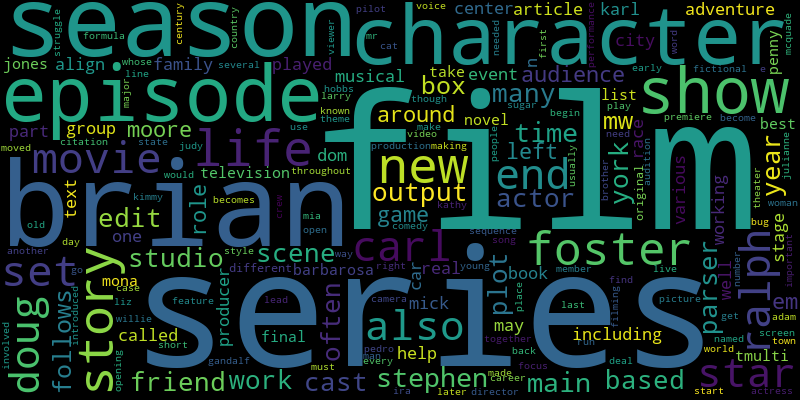 season
character
episode
film
show
series
brian
life
movie
new
end
output
box
many
around
moore
known
musical
family
jones
align
played
television
part
group
text
role
edit
one
scene
studio
set
story
doug
follows
mona
called
friend
work
cast
producer
final
often
barbarosa
real
different
carl
also
stephen
help
mick
car
game
dom
take
event
novel
audience
article
center
karl
city
adventure
penny
list
mw
time
left
york
actor
race
various
working
original
year
best
stage
foster
ralph
em
parser
well
plot
book
may
including
main
based
star
tmulti
century
country
struggle
formula
whose
line
several
major
hobbs
larry
theme
use
though
make
video
production
making
sugar
begin
people
usually
first
voice
pilot
viewer
mr
cat
needed
performance
word
early
fictional
e
mcquade
premiere
become
play
need
audition
brother
julianne
theater
woman
bug
important
number
live
find
filming
member
last
place
song
sequence
comedy
kathy
throughout
judy
would
state
citation
moved
kimmy
becomes
crew
mia
open
style
way
old
another
day
go
introduced
case
liz
willie
feature
short
opening
involved
gandalf
lead
camera
right
young
pedro
man
every
must
ira
made
career
later
director
together
back
focus
run
deal
picture
get
named
world
screen
town
adam
actress
start
n